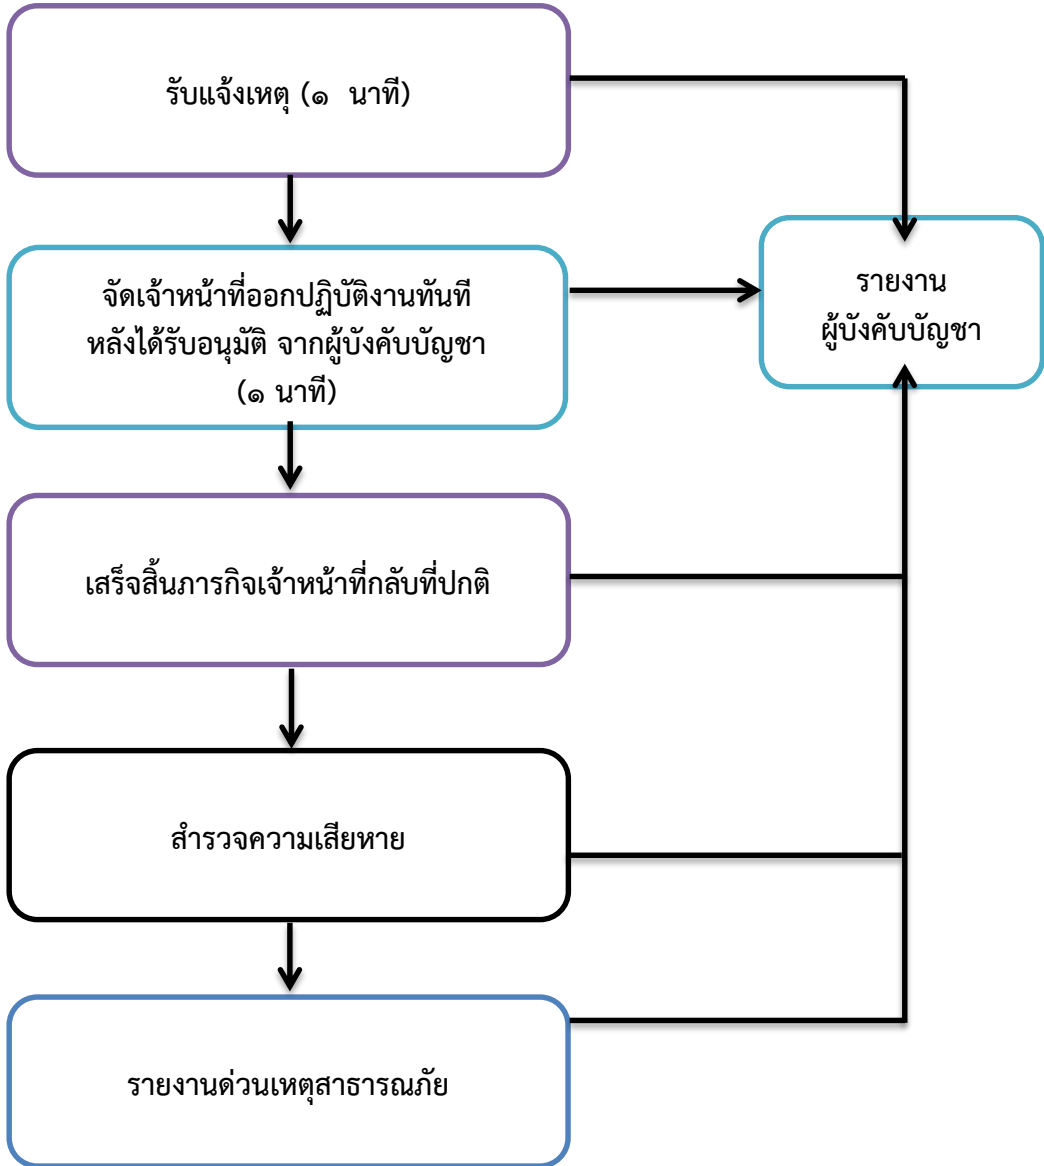 รับแจ้งเหตุ (๑  นาที)
จัดเจ้าหน้าที่ออกปฏิบัติงานทันที
หลังได้รับอนุมัติ จากผู้บังคับบัญชา
(๑ นาที)
รายงาน
ผู้บังคับบัญชา
เสร็จสิ้นภารกิจเจ้าหน้าที่กลับที่ปกติ
สำรวจความเสียหาย
รายงานด่วนเหตุสาธารณภัย